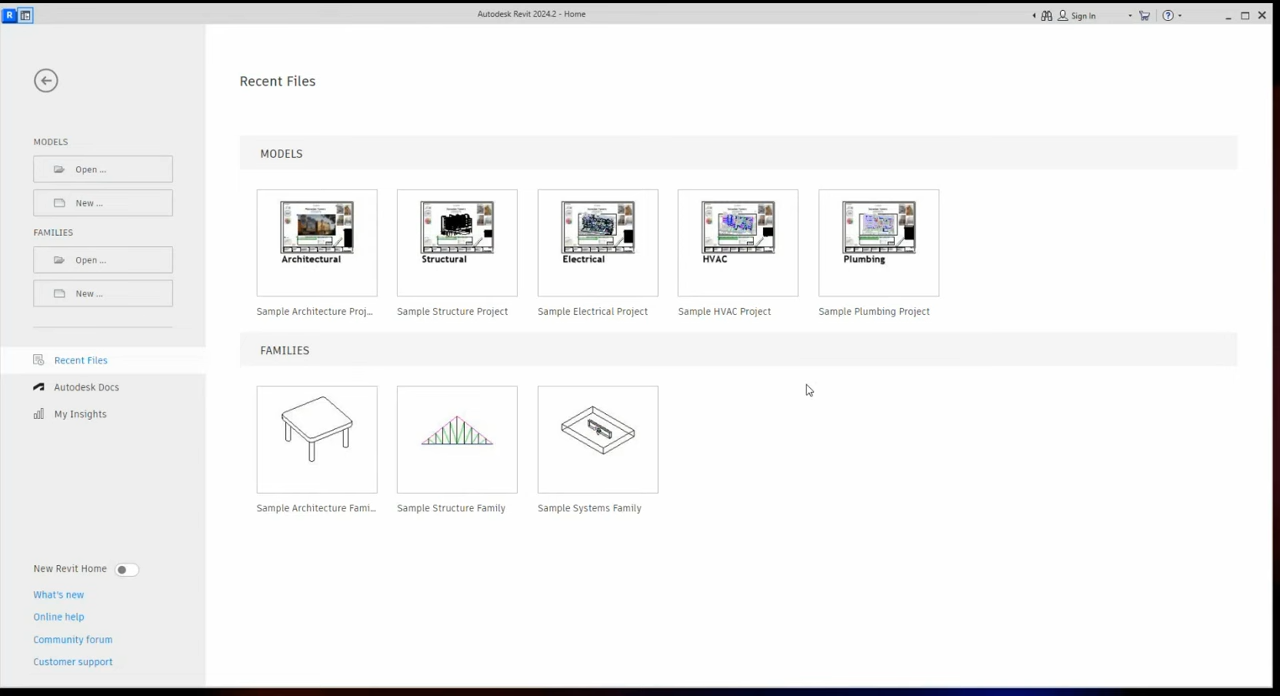 R
Autodesk Revit 2024.2 - Home
Sign In
?
Recent Files
MODELS
Open ...
New ...
FAMILIES
Open ...
New ...
Recent Files
Autodesk Docs
My Insights
New Revit Home
What's new
Online help
Community forum
Customer support
MODELS
Architectural
Structural
Electrical
HVAC
Plumbing
Sample Architecture Proj...
Sample Structure Project
Sample Electrical Project
Sample HVAC Project
Sample Plumbing Project
FAMILIES
Sample Architecture Fami...
Sample Structure Family
Sample Systems Family